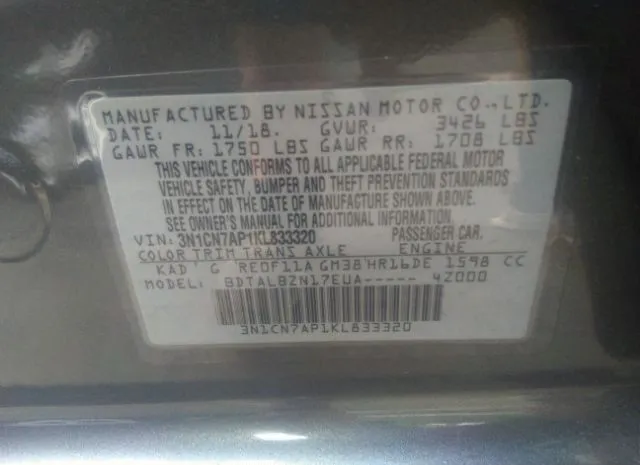 MANUFACTURED BY NISSAN MOTOR CO.,LTD.
DATE: 11/18. GVWR: 3426 LBS
GAWR FR: 1750 LBS GAWR RR: 1708 LBS
THIS VEHICLE CONFORMS TO ALL APPLICABLE FEDERAL MOTOR
VEHICLE SAFETY, BUMPER AND THEFT PREVENTION STANDARDS
IN EFFECT ON THE DATE OF MANUFACTURE SHOWN ABOVE.
SEE OWNER'S MANUAL FOR ADDITIONAL INFORMATION.
VIN: 3N1CN7AP1KL833320 PASSENGER CAR.
COLOR TRIM TRANS AXLE ENGINE
KAD G RE0F11A GM38 HR16DE 1598 CC
MODEL: BDTALBZN17EUA----- 4Z000
3N1CN7AP1KL833320